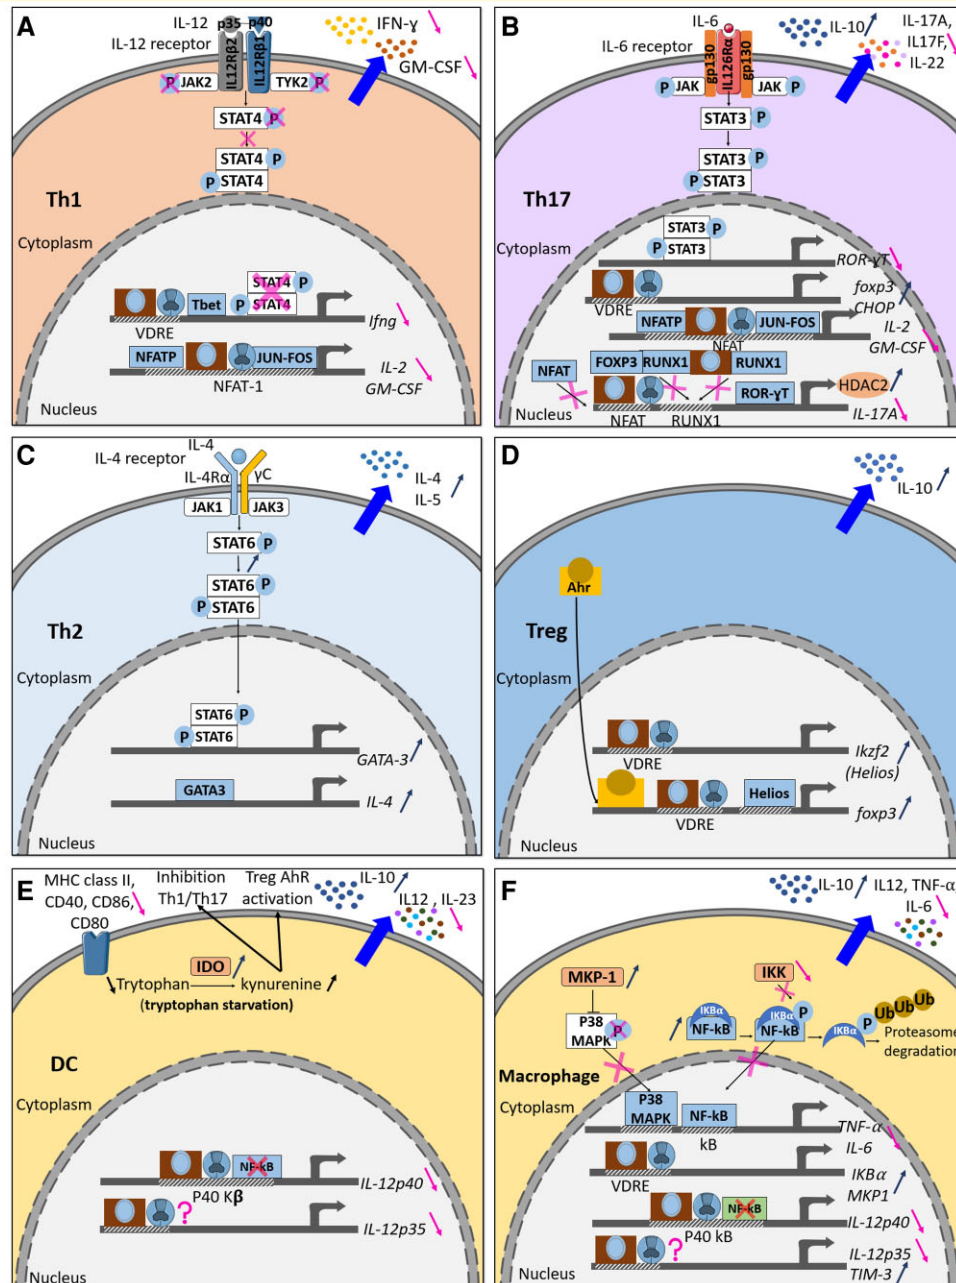 A
IL-12
p35
p40
IL-12 receptor
IL12Rβ2
IL12Rβ1
IFN-ɣ
GM-CSF
P
JAK2
TYK2
P
STAT4
P
STAT4
P
P
STAT4
Th1
Cytoplasm
STAT4
P
Tbet
P
STAT4
VDRE
Ifng
NFATP
JUN-FOS
NFAT-1
IL-2
GM-CSF
Nucleus
B
IL-6
IL-6 receptor
gp130
IL126Rα
gp130
IL-10
IL-17A,
IL17F,
IL-22
P
JAK
JAK
P
STAT3
P
STAT3
P
P
STAT3
Th17
Cytoplasm
STAT3
P
P
STAT3
ROR-ɣT
VDRE
foxp3
CHOP
NFATP
JUN-FOS
NFAT
IL-2
GM-CSF
NFAT
FOXP3
RUNX1
RUNX1
ROR-ɣT
HDAC2
IL-17A
Nucleus
NFAT
RUNX1
C
IL-4
IL-4 receptor
IL-4Rα
γC
IL-4
IL-5
JAK1
JAK3
STAT6
P
STAT6
P
P
STAT6
Th2
Cytoplasm
STAT6
P
P
STAT6
GATA-3
GATA3
IL-4
Nucleus
D
IL-10
Ahr
Treg
Cytoplasm
VDRE
Ikzf2
(Helios)
Helios
VDRE
foxp3
Nucleus
E
MHC class II,
CD40, CD86,
CD80
Inhibition
Th1/Th17
Treg AhR
activation
IL-10
IL12 , IL-23
IDO
Trytophan
kynurenine
(tryptophan starvation)
DC
Cytoplasm
NF-kB
P40 Kβ
IL-12p40
?
IL-12p35
Nucleus
F
IL-10
IL12, TNF-α,
IL-6
MKP-1
IKK
P38
MAPK
P
IKBα
NF-kB
IKBα
P
NF-kB
IKBα
P
Ub
Ub
Ub
Proteasome
degradation
Macrophage
Cytoplasm
P38
MAPK
NF-kB
kB
TNF-α
IL-6
VDRE
IKBα
MKP1
NF-kB
P40 kB
IL-12p40
?
IL-12p35
TIM-3
Nucleus